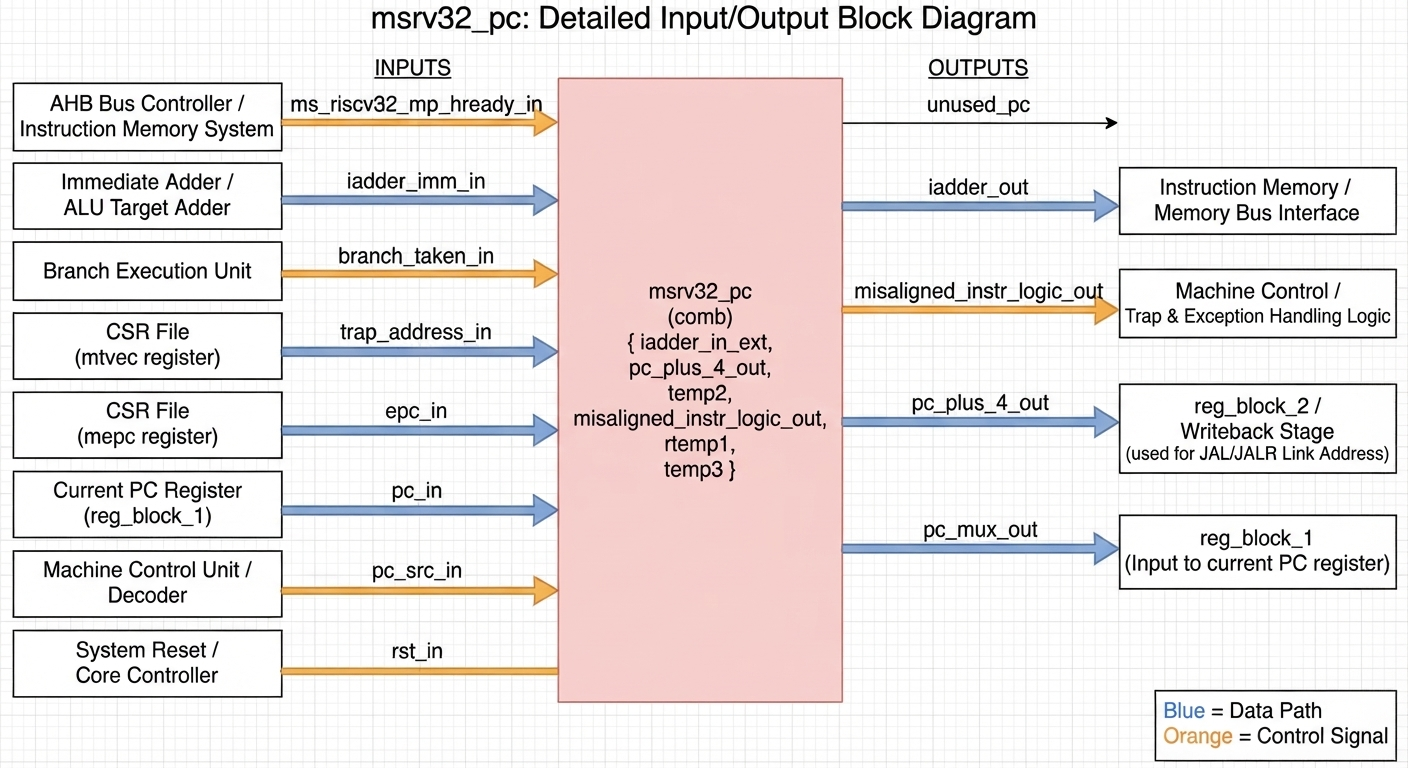 msrv32_pc: Detailed Input/Output Block Diagram
INPUTS
OUTPUTS
AHB Bus Controller /
Instruction Memory System
ms_riscv32_mp_hready_in
unused_pc
Immediate Adder /
ALU Target Adder
iadder_imm_in
iadder_out
Instruction Memory /
Memory Bus Interface
Branch Execution Unit
branch_taken_in
misaligned_instr_logic_out
Machine Control /
Trap & Exception Handling Logic
CSR File
(mtvec register)
trap_address_in
msrv32_pc
(comb)
{ iadder_in_ext,
pc_plus_4_out,
temp2,
misaligned_instr_logic_out,
rtemp1,
temp3 }
CSR File
(mepc register)
epc_in
pc_plus_4_out
reg_block_2 /
Writeback Stage
(used for JAL/JALR Link Address)
Current PC Register
(reg_block_1)
pc_in
pc_mux_out
reg_block_1
(Input to current PC register)
Machine Control Unit /
Decoder
pc_src_in
System Reset /
Core Controller
rst_in
Blue = Data Path
Orange = Control Signal